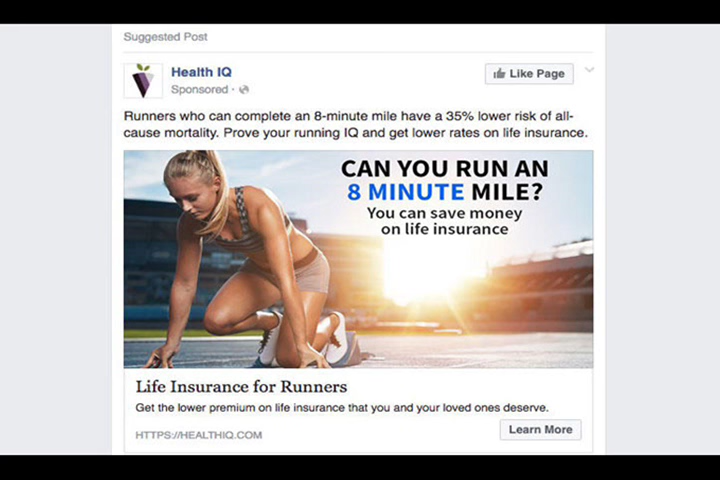 Suggested Post
Health IQ
Sponsored ·
Like Page
Runners who can complete an 8-minute mile have a 35% lower risk of all-
cause mortality. Prove your running IQ and get lower rates on life insurance.
CAN YOU RUN AN
8 MINUTE MILE?
You can save money
on life insurance
Life Insurance for Runners
Get the lower premium on life insurance that you and your loved ones deserve.
HTTPS://HEALTHIQ.COM
Learn More